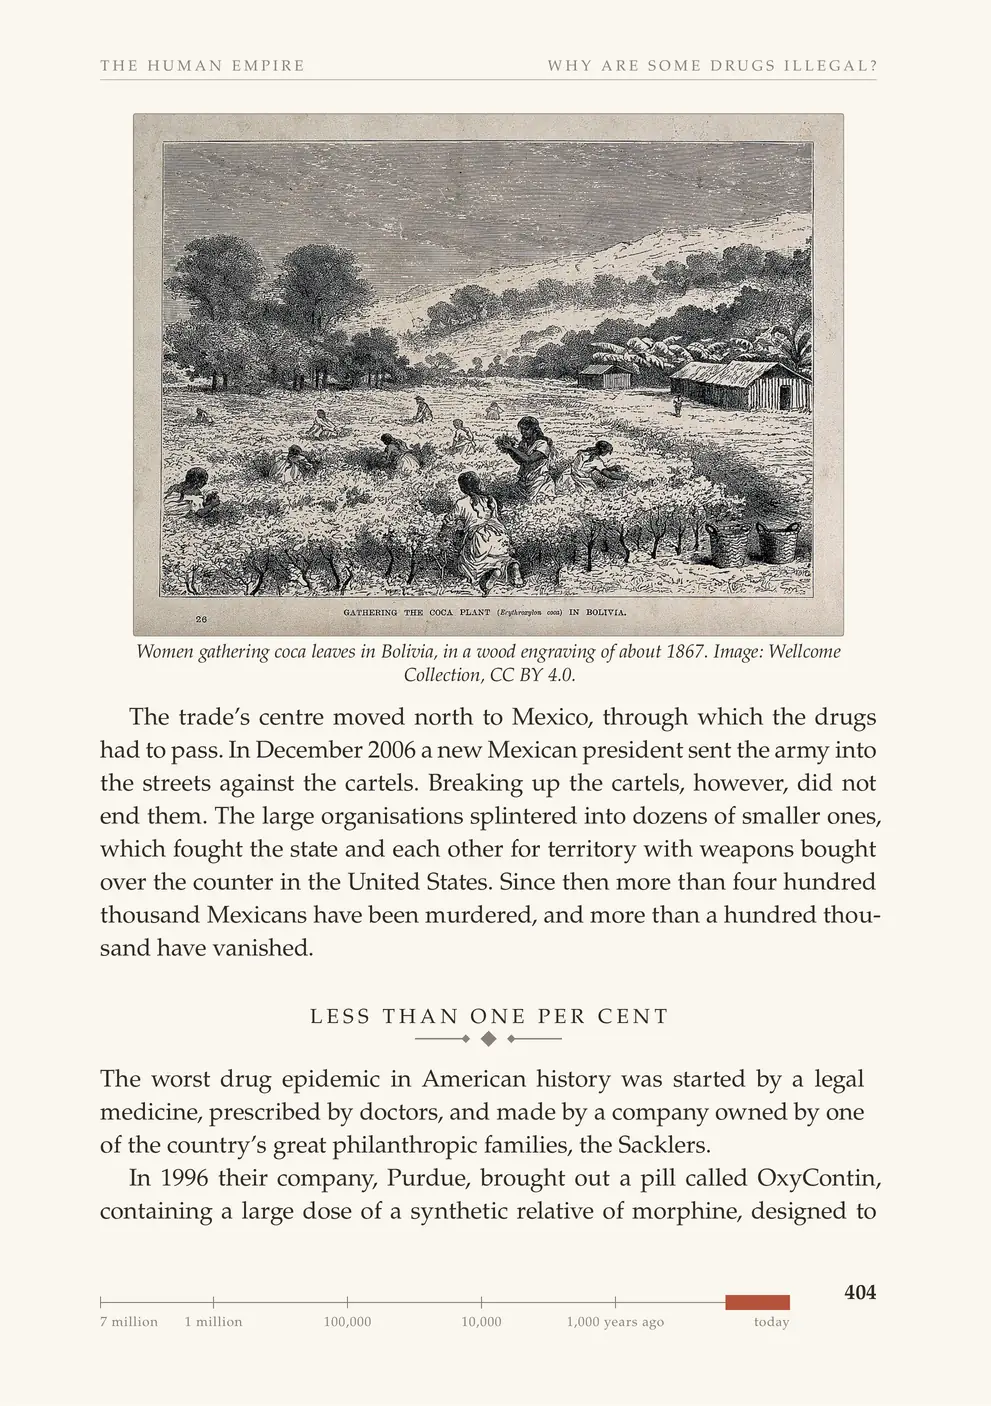 THE HUMAN EMPIRE
WHY ARE SOME DRUGS ILLEGAL?
26
GATHERING THE COCA PLANT (Erythroxylon coca) IN BOLIVIA.
Women gathering coca leaves in Bolivia, in a wood engraving of about 1867. Image: Wellcome
Collection, CC BY 4.0.
The trade’s centre moved north to Mexico, through which the drugs
had to pass. In December 2006 a new Mexican president sent the army into
the streets against the cartels. Breaking up the cartels, however, did not
end them. The large organisations splintered into dozens of smaller ones,
which fought the state and each other for territory with weapons bought
over the counter in the United States. Since then more than four hundred
thousand Mexicans have been murdered, and more than a hundred thou-
sand have vanished.
LESS THAN ONE PER CENT
The worst drug epidemic in American history was started by a legal
medicine, prescribed by doctors, and made by a company owned by one
of the country’s great philanthropic families, the Sacklers.
In 1996 their company, Purdue, brought out a pill called OxyContin,
containing a large dose of a synthetic relative of morphine, designed to
404
7 million
1 million
100,000
10,000
1,000 years ago
today